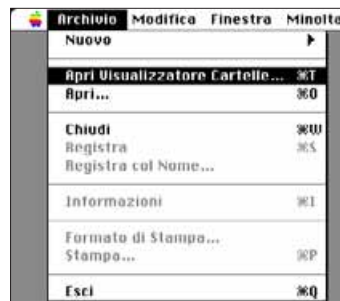 Archivio Modifica Finestra Minolta
Nuovo
Apri Visualizzatore Cartelle... ⌘T
Apri... ⌘O
Chiudi ⌘W
Registra ⌘S
Registra col Nome...
Informazioni ⌘I
Formato di Stampa...
Stampa... ⌘P
Esci ⌘Q